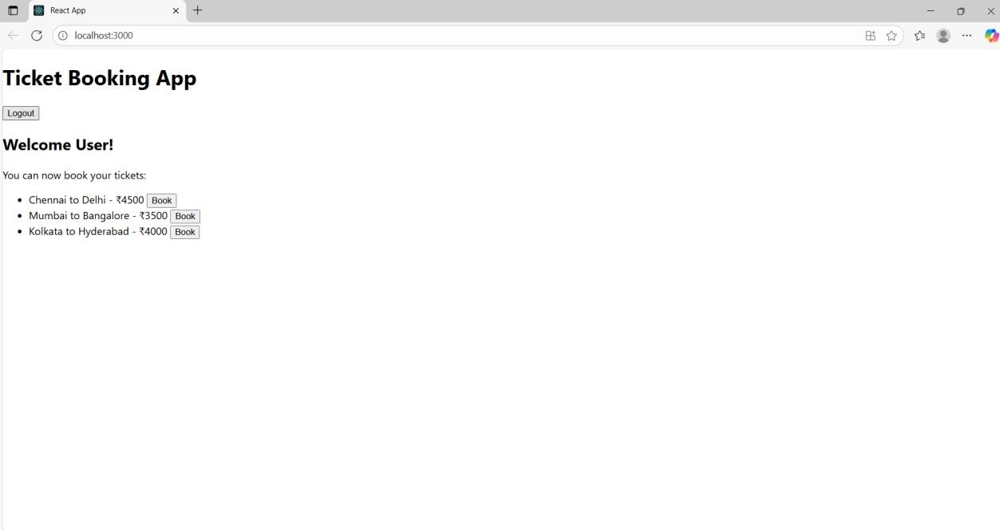 React App
localhost:3000
Ticket Booking App
Logout
Welcome User!
You can now book your tickets:
Chennai to Delhi - ₹4500 Book
Mumbai to Bangalore - ₹3500 Book
Kolkata to Hyderabad - ₹4000 Book